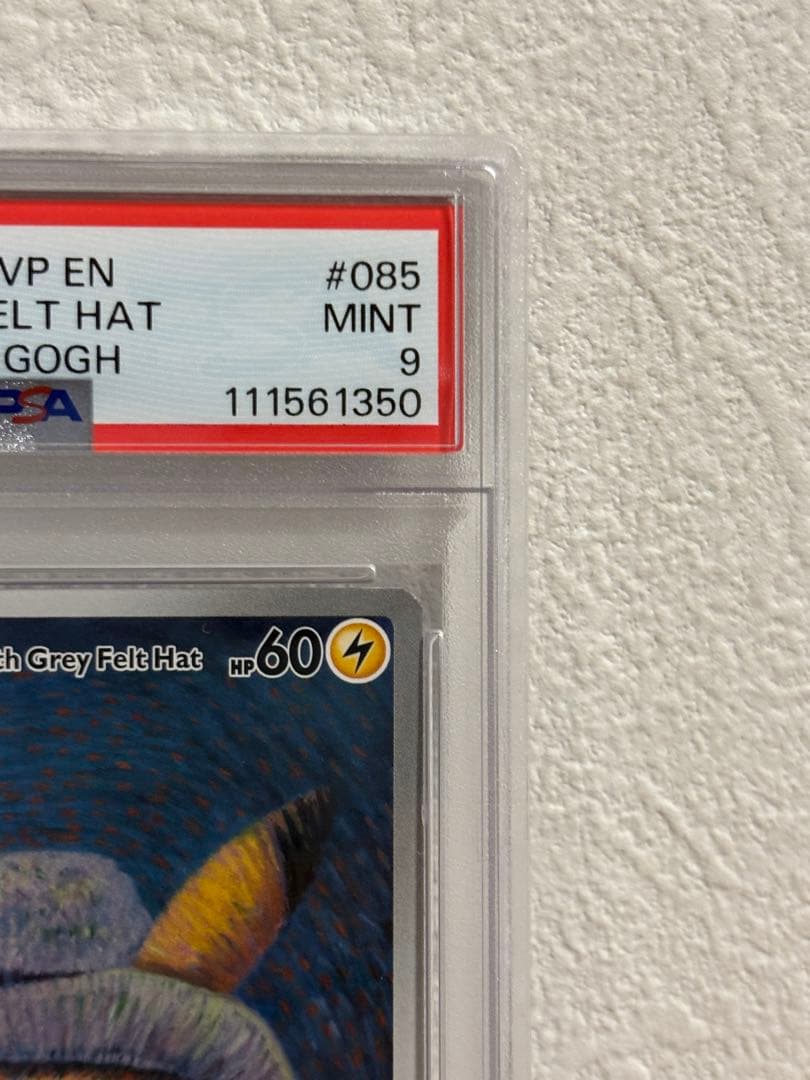 VP EN #085
ELT HAT MINT
GOGH 9
PSA 111561350
th Grey Felt Hat HP60